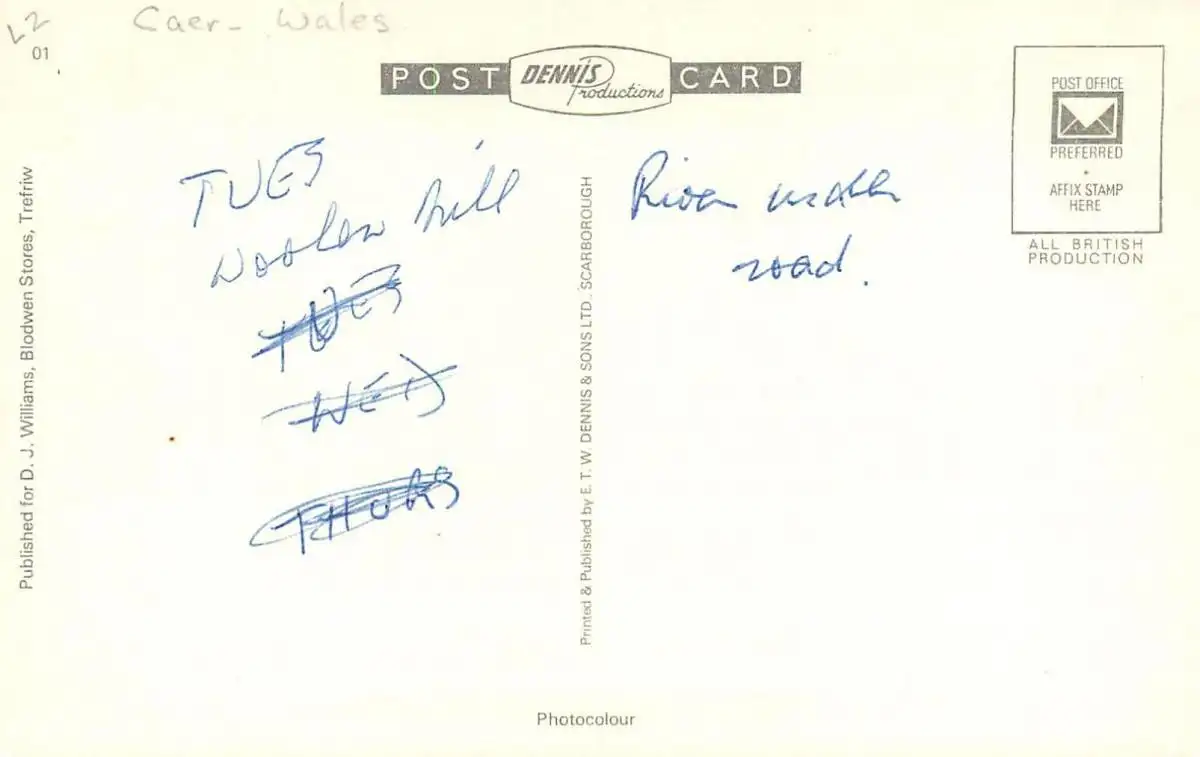 Caer- Wales
01
POST DENNIS Productions CARD
POST OFFICE
PREFERRED
AFFIX STAMP
HERE
ALL BRITISH
PRODUCTION
Published for D. J. Williams, Blodwen Stores, Trefriw
TUES
Woolen Mill
TUES
WED
THURS
Printed & Published by E. T. W. DENNIS & SONS LTD. SCARBOROUGH
River under
road.
Photocolour